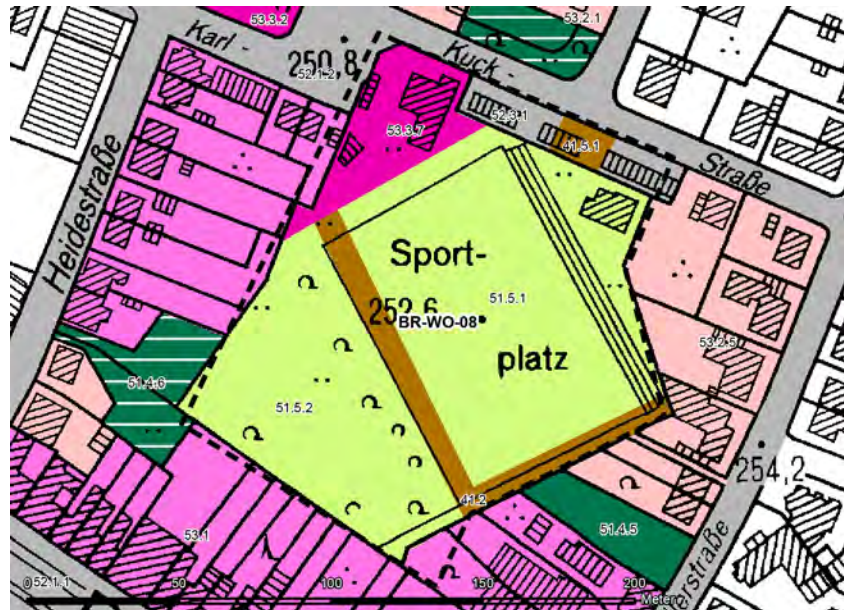 53.3.2
53.2.1
Karl -
Kuck -
250,8
52.1.2
53.3.7
52.3.1
41.5.1
Straße
Heidestraße
Sport-
252,6
51.5.1
BR-WO-08
platz
53.2.5
51.4.6
51.5.2
254,2
41.2
51.4.5
53.1
erstraße
52.1.1
0 50 100 150 200
Meter